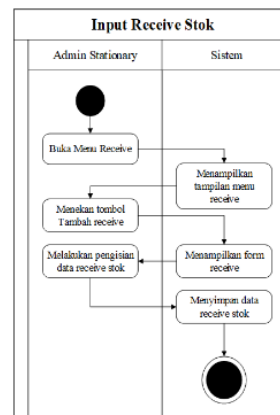 Input Receive Stok
Admin Stationary
Sistem
Buka Menu Receive
Menampilkan
tampilan menu
receive
Menekan tombol
Tambah receive
Menampilkan form
receive
Melakukan pengisian
data receive stok
Menyimpan data
receive stok